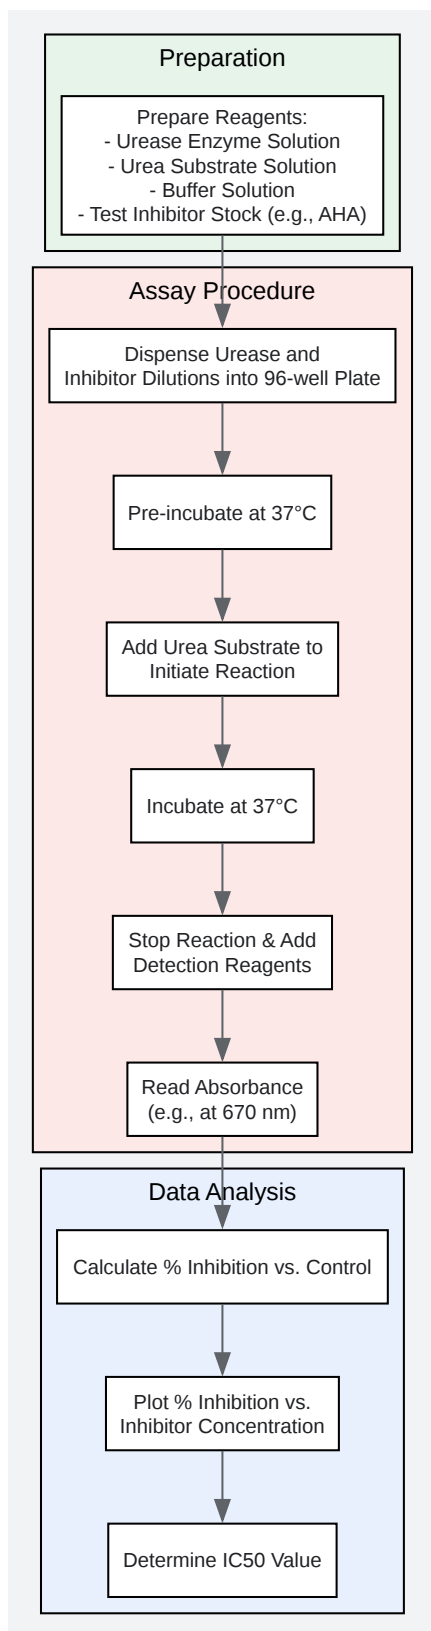 Preparation
Prepare Reagents:
- Urease Enzyme Solution
- Urea Substrate Solution
- Buffer Solution
- Test Inhibitor Stock (e.g., AHA)
Assay Procedure
Dispense Urease and
Inhibitor Dilutions into 96-well Plate
Pre-incubate at 37°C
Add Urea Substrate to
Initiate Reaction
Incubate at 37°C
Stop Reaction & Add
Detection Reagents
Read Absorbance
(e.g., at 670 nm)
Data Analysis
Calculate % Inhibition vs. Control
Plot % Inhibition vs.
Inhibitor Concentration
Determine IC50 Value